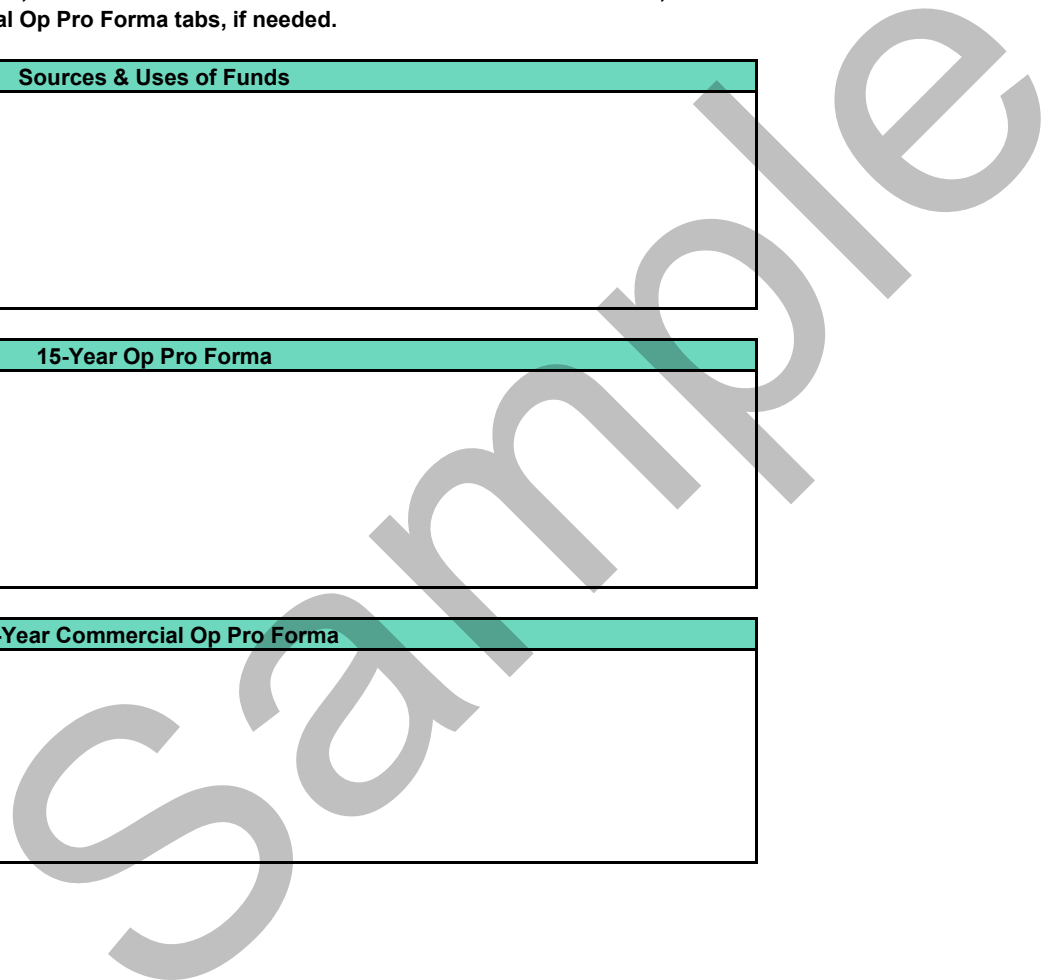 al Op Pro Forma tabs, if needed.
Sources & Uses of Funds
15-Year Op Pro Forma
-Year Commercial Op Pro Forma
Sample